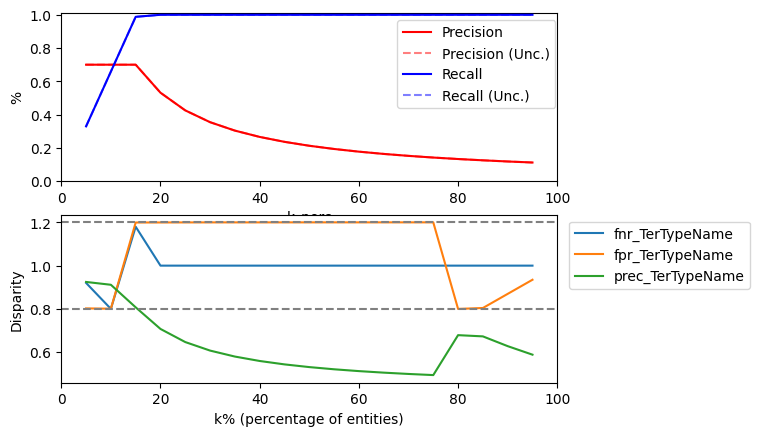 1.0
0.8
0.6
0.4
0.2
0.0
%
Precision
Precision (Unc.)
Recall
Recall (Unc.)
0 20 40 60 80 100
1.2
1.0
0.8
0.6
Disparity
fnr_TerTypeName
fpr_TerTypeName
prec_TerTypeName
0 20 40 60 80 100
k% (percentage of entities)